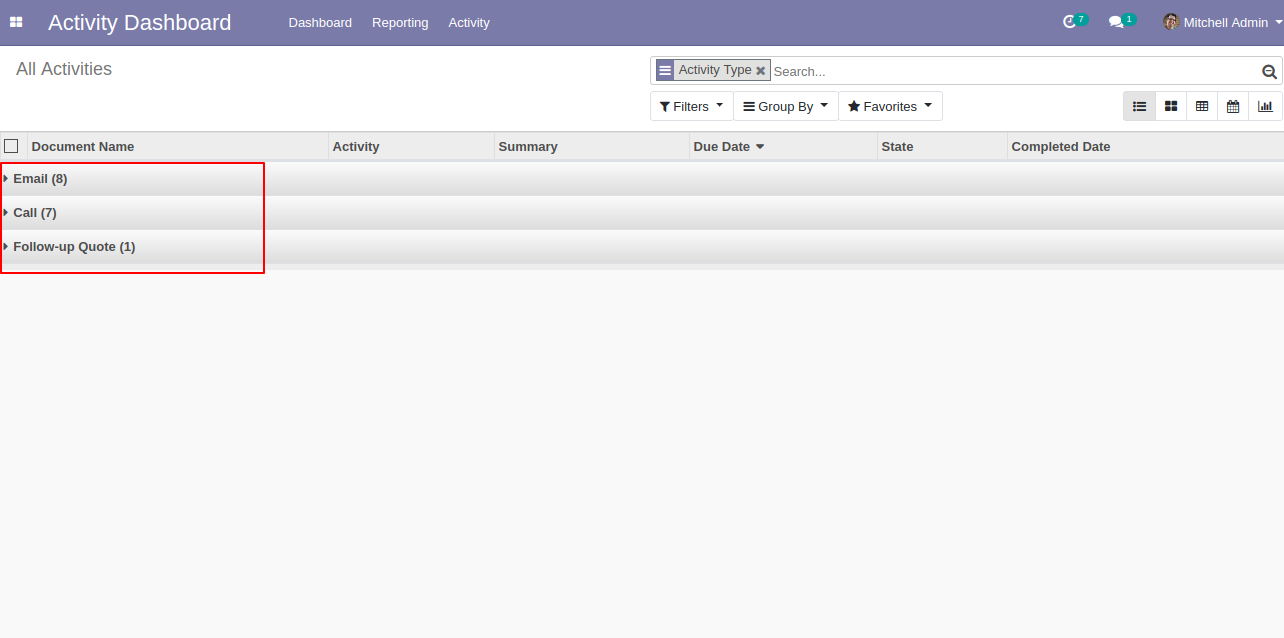 Activity Dashboard Dashboard Reporting Activity 7 1 Mitchell Admin
All Activities Activity Type Search...
Filters Group By Favorites
Document Name Activity Summary Due Date State Completed Date
Email (8)
Call (7)
Follow-up Quote (1)